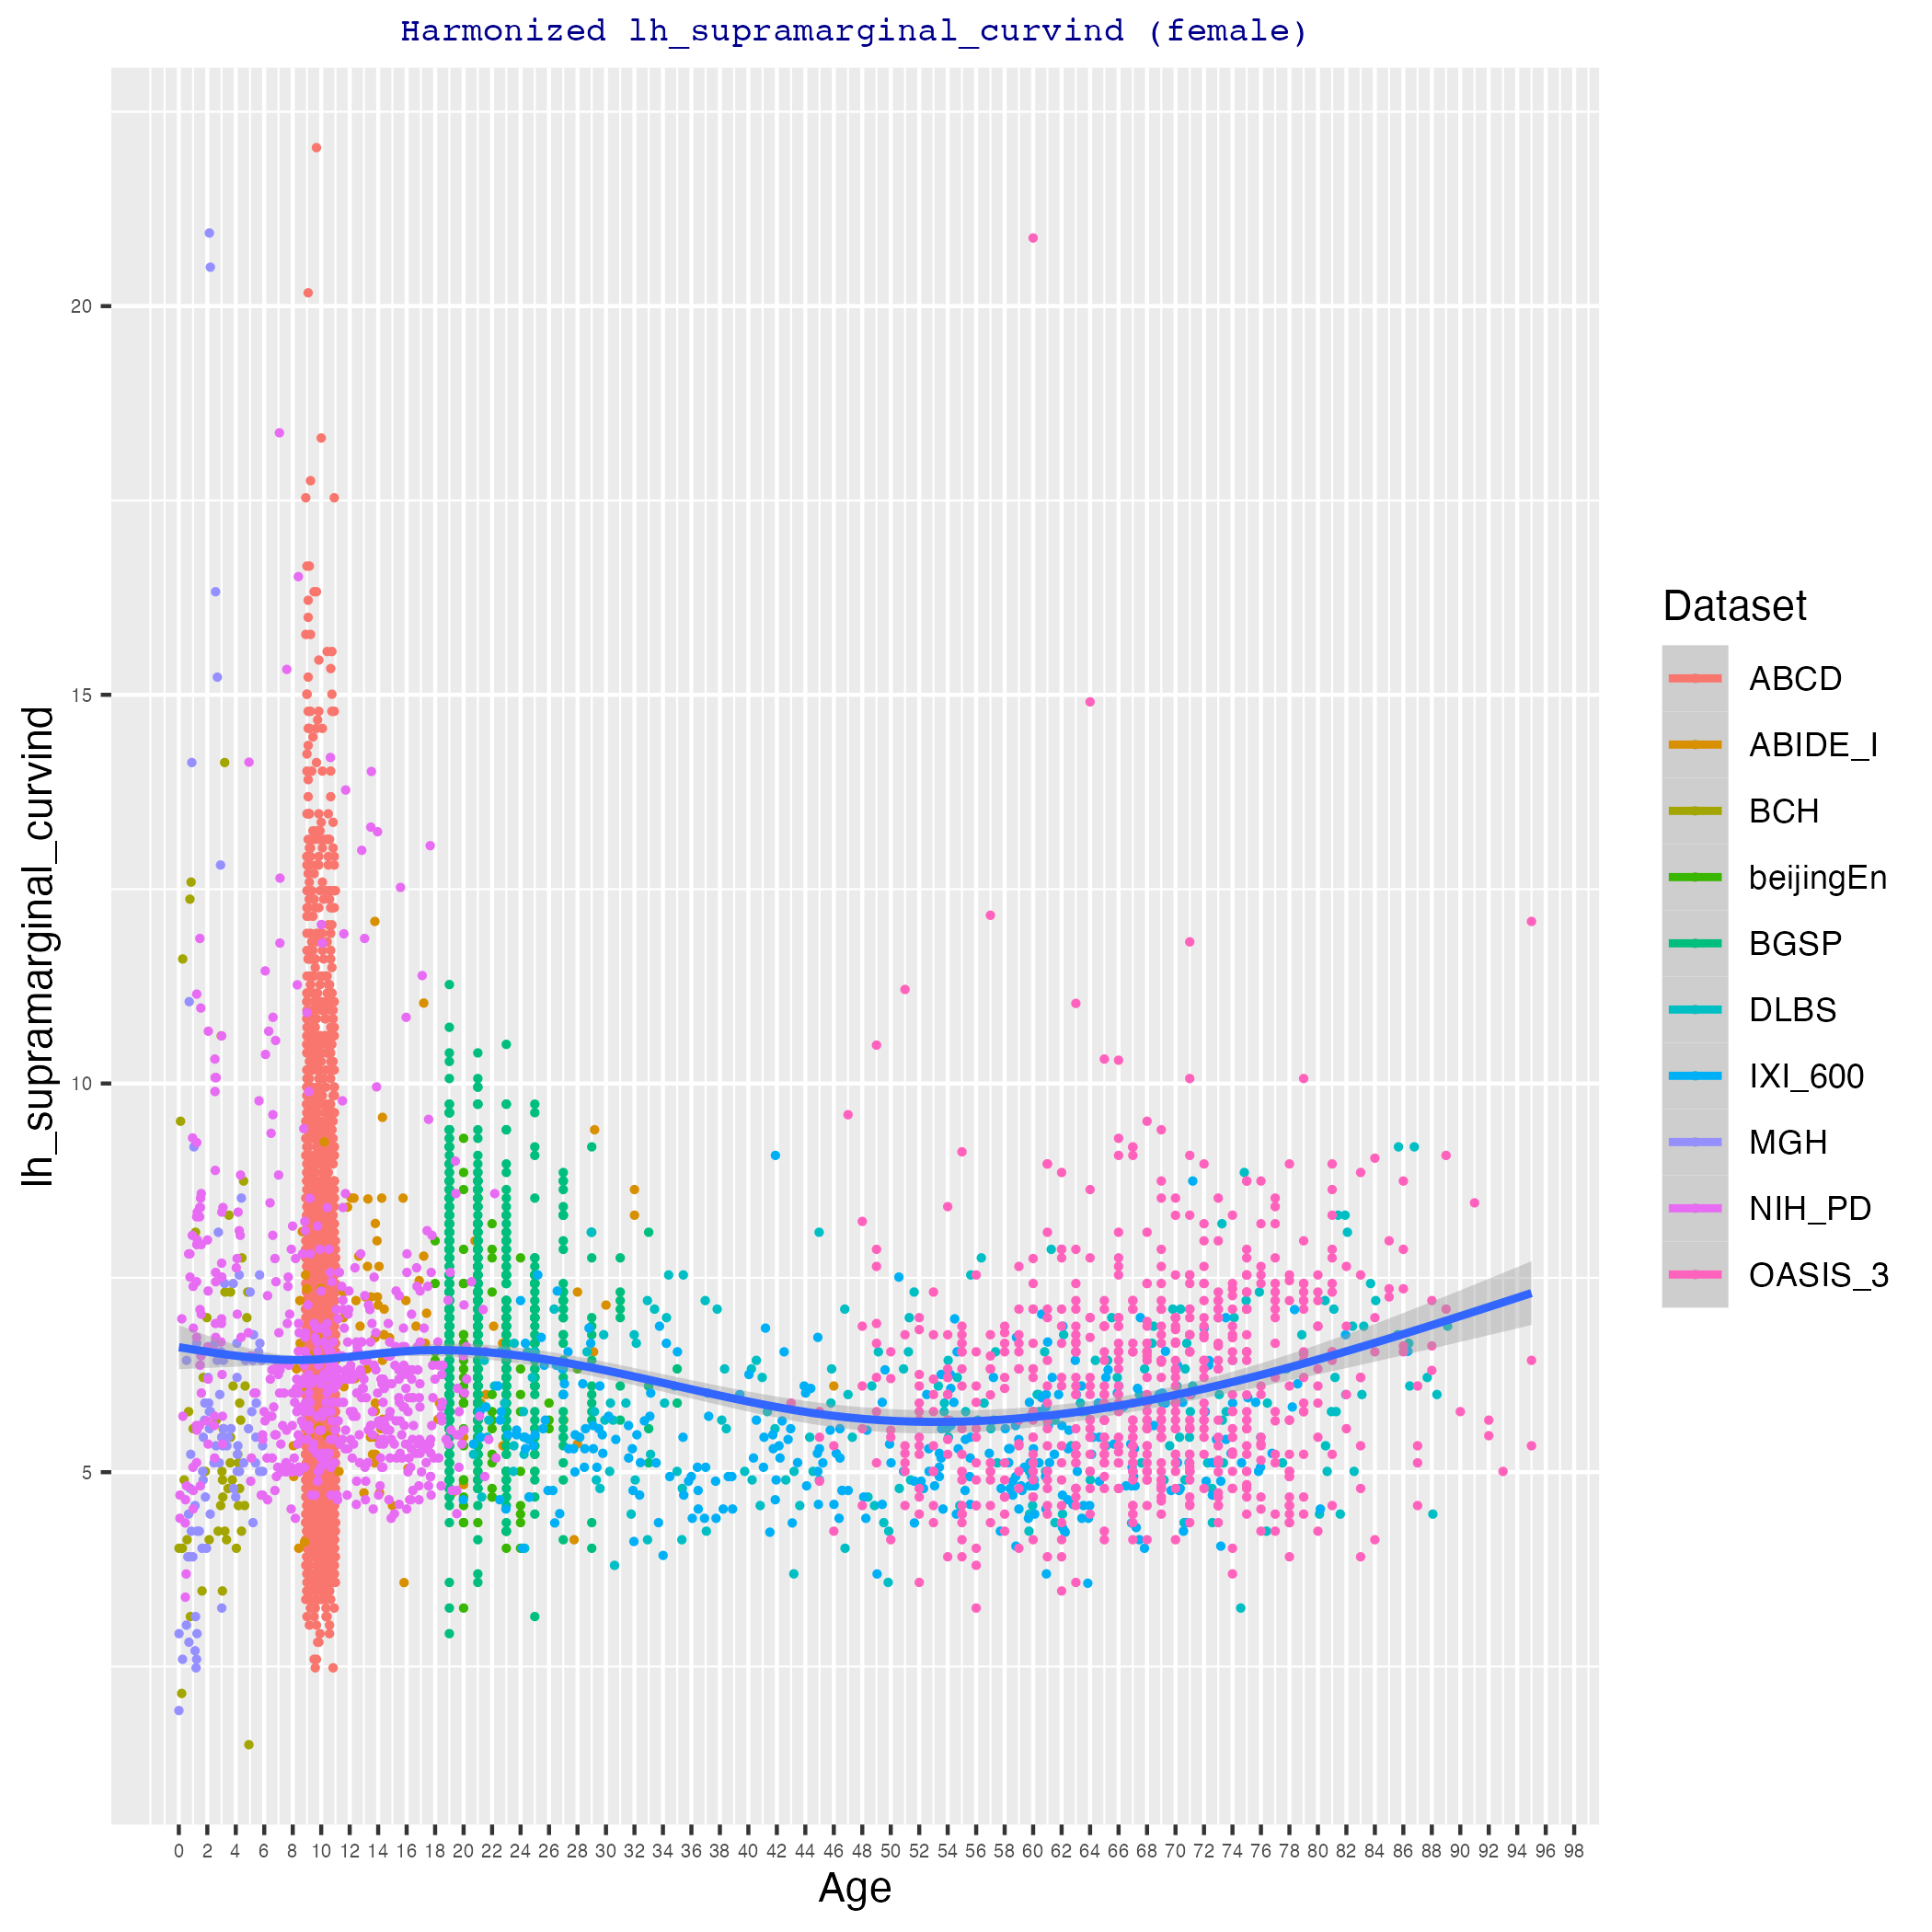 Harmonized lh_supramarginal_curvind (female)
lh_supramarginal_curvind
20
15
10
5
0 2 4 6 8 10 12 14 16 18 20 22 24 26 28 30 32 34 36 38 40 42 44 46 48 50 52 54 56 58 60 62 64 66 68 70 72 74 76 78 80 82 84 86 88 90 92 94 96 98
Age
Dataset
ABCD
ABIDE_I
BCH
beijingEn
BGSP
DLBS
IXI_600
MGH
NIH_PD
OASIS_3